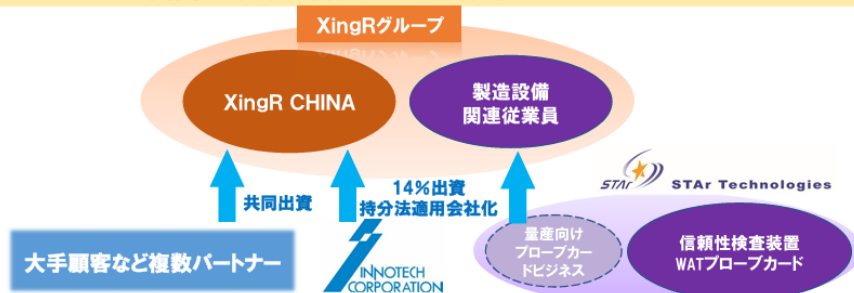 XingRグループ
XingR CHINA
製造設備
関連従業員
共同出資
14%出資
持分法適用会社化
STAr
STAr Technologies
大手顧客など複数パートナー
INNOTECH
CORPORATION
量産向け
プローブカー
ドビジネス
信頼性検査装置
WATプローブカード